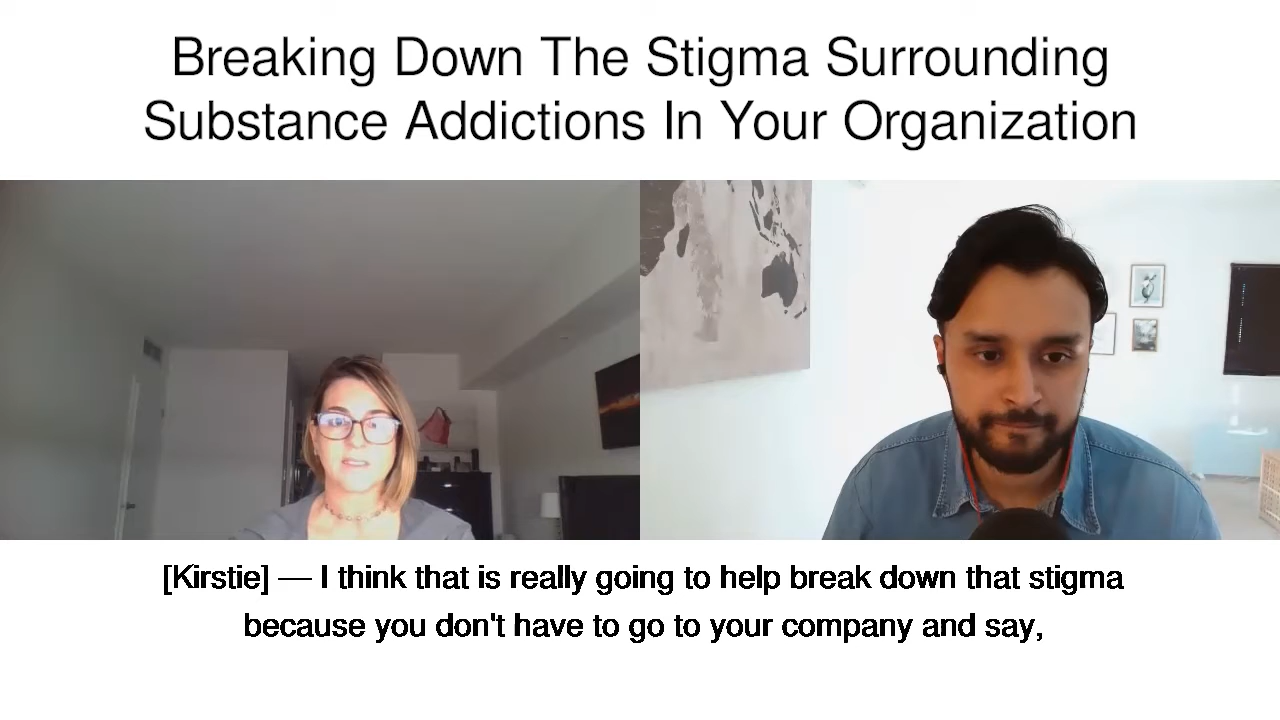 Breaking Down The Stigma Surrounding
Substance Addictions In Your Organization
[Kirstie] — I think that is really going to help break down that stigma
because you don't have to go to your company and say,